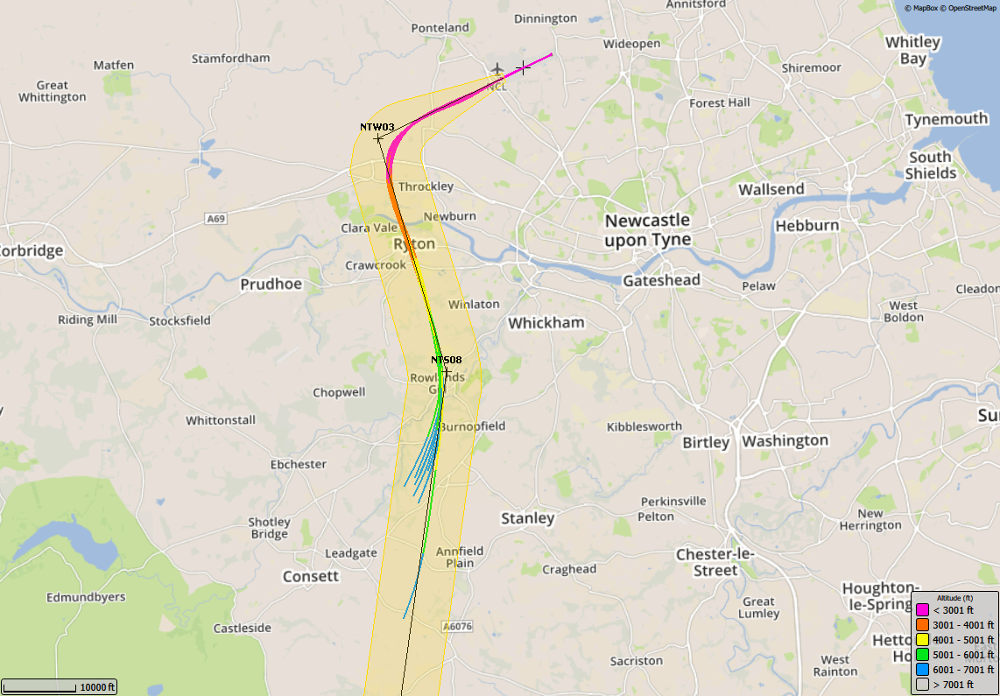 Annitsford
© MapBox © OpenStreetMap
Dinnington
Ponteland
Wideopen
Whitley
Bay
Stamfordham
Matfen
Shiremoor
Great
Whittington
NCL
Forest Hall
Tynemouth
NTW03
South
Shields
Throckley
Wallsend
A69
Newburn
Newcastle
upon Tyne
Clara Vale
Hebburn
Ryton
Corbridge
Crawcrook
Prudhoe
Gateshead
Pelaw
Cleadon
Winlaton
West
Boldon
Riding Mill
Stocksfield
Whickham
NTS08
Rowlands
Gill
Chopwell
Whittonstall
Burnopfield
Kibblesworth
Birtley
Washington
Su
Ebchester
Perkinsville
Pelton
Stanley
New
Herrington
Shotley
Bridge
Leadgate
Annfield
Plain
Chester-le-
Street
Craghead
Consett
Houghton-
le-Spring
Edmundbyers
Great
Lumley
Castleside
A6076
Hetto
Ho
Sacriston
West
Rainton
10000 ft
Altitude (ft)
< 3001 ft
3001 - 4001 ft
4001 - 5001 ft
5001 - 6001 ft
6001 - 7001 ft
> 7001 ft